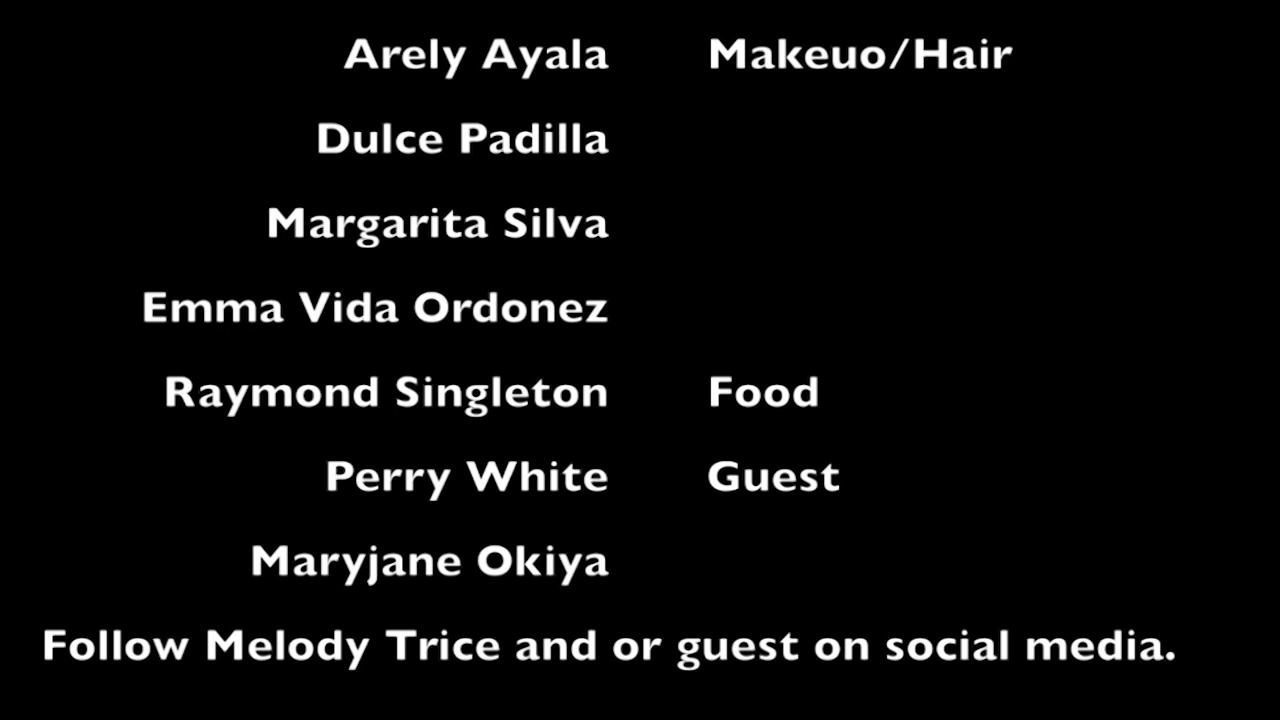 Arely Ayala Makeuo/Hair
Dulce Padilla
Margarita Silva
Emma Vida Ordonez
Raymond Singleton Food
Perry White Guest
Maryjane Okiya
Follow Melody Trice and or guest on social media.